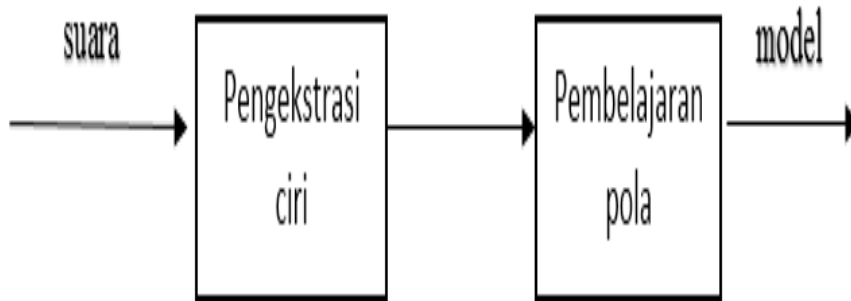 suara
Pengekstrasi
ciri
Pembelajaran
pola
model